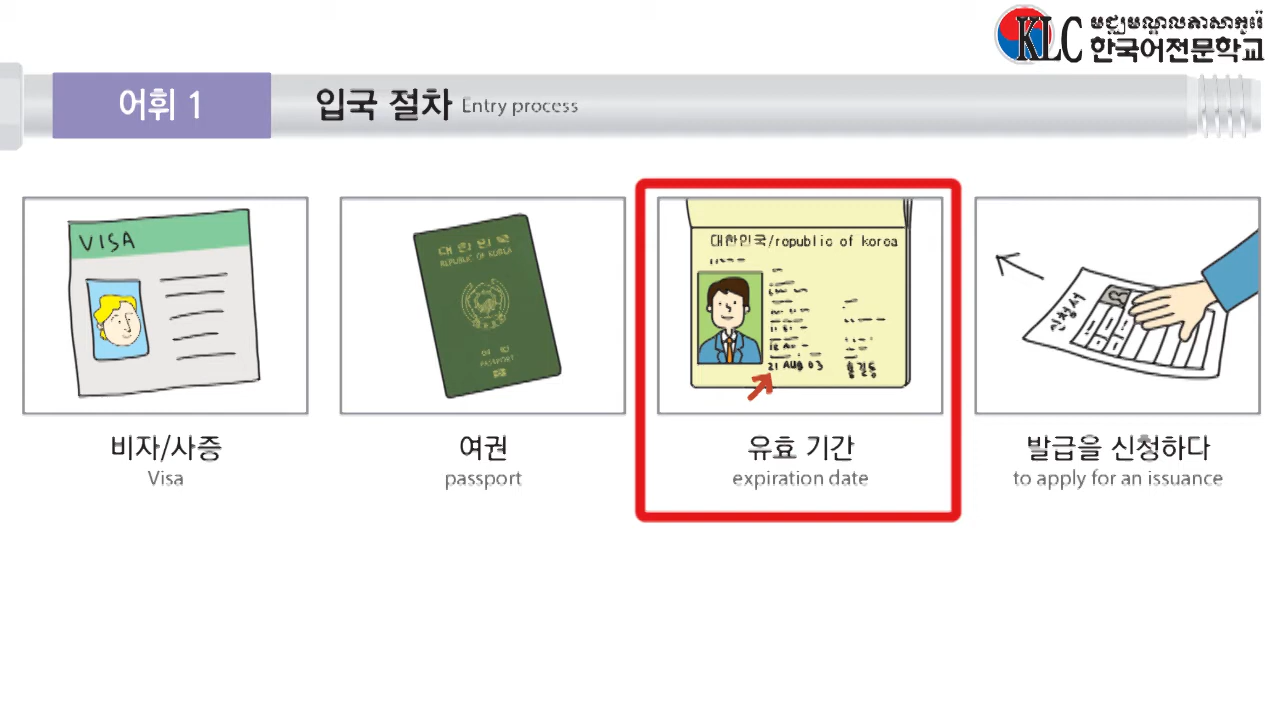 KLC មជ្ឈមណ្ឌលភាសាកូរ៉េ
한국어전문학교
어휘 1
입국 절차 Entry process
VISA
대한민국
REPUBLIC OF KOREA
PASSPORT
대한민국/republic of korea
21 AUG 03
홍길동
신청서
비자/사증
Visa
여권
passport
유효 기간
expiration date
발급을 신청하다
to apply for an issuance